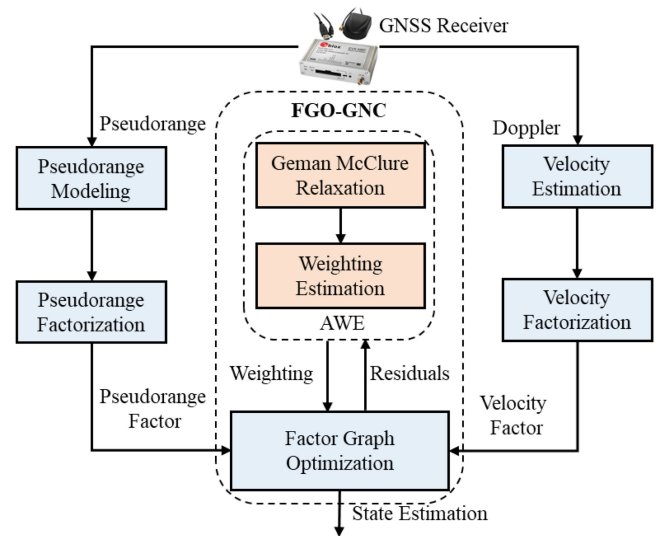 GNSS Receiver
FGO-GNC
Pseudorange
Doppler
Pseudorange
Modeling
Geman McClure
Relaxation
Velocity
Estimation
Weighting
Estimation
Pseudorange
Factorization
Velocity
Factorization
AWE
Weighting
Residuals
Pseudorange
Factor
Velocity
Factor
Factor Graph
Optimization
State Estimation